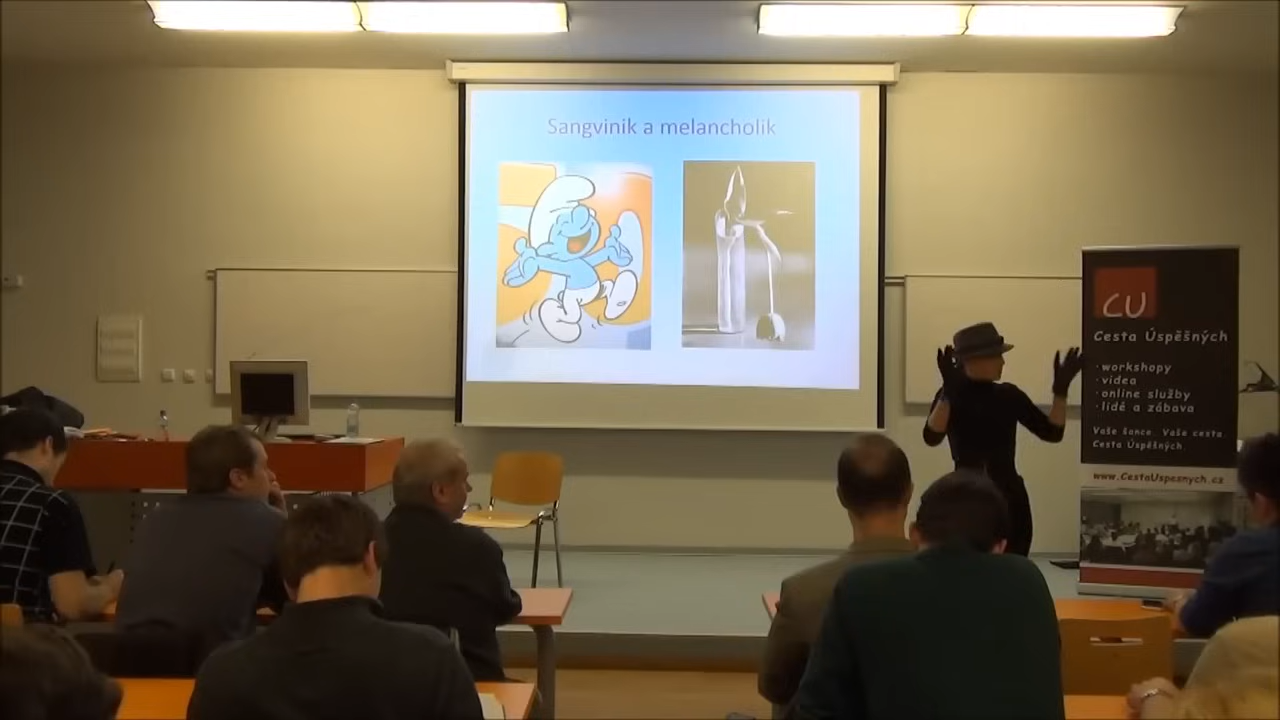 Sangvinik a melancholik
CU
Cesta Úspěšných
· workshopy
· video
· online služby
· lidé a zábava
Vaše šance. Vaše cesta.
Cesta Úspěšných.
www.CestaUspesnych.cz